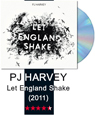 PJ HARVEY
LET
ENGLAND
SHAKE
PJ HARVEY
Let England Shake
(2011)